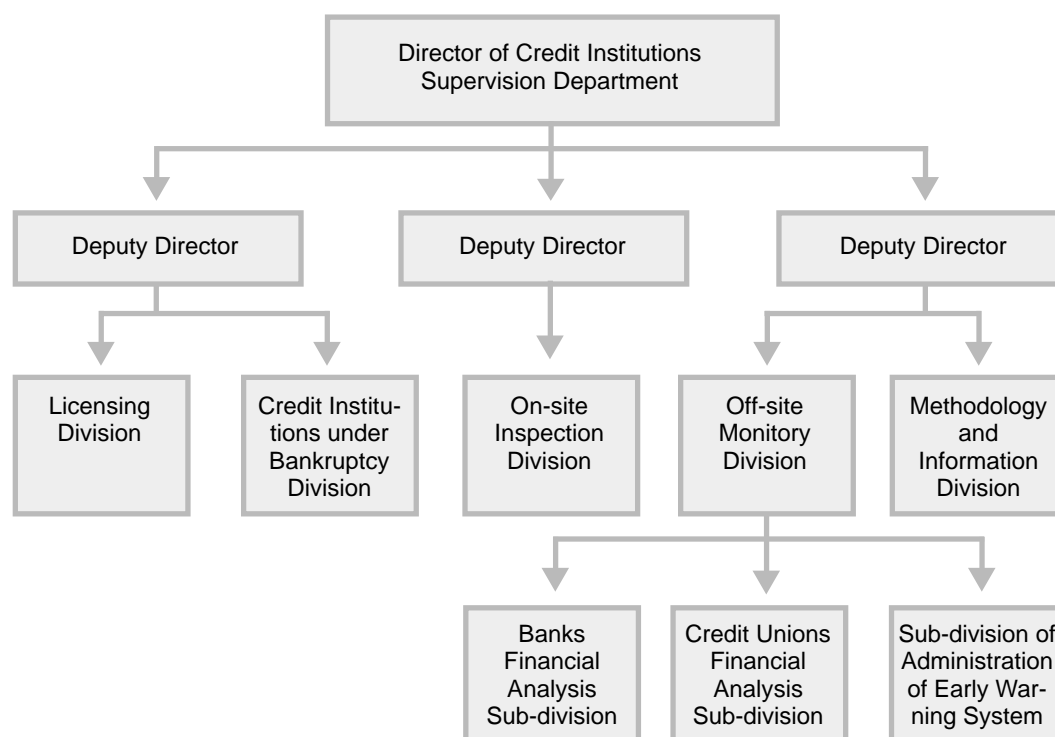 Director of Credit Institutions
Supervision Department
Deputy Director
Deputy Director
Deputy Director
Licensing
Division
Credit Institu-
tions under
Bankruptcy
Division
On-site
Inspection
Division
Off-site
Monitory
Division
Methodology
and
Information
Division
Banks
Financial
Analysis
Sub-division
Credit Unions
Financial
Analysis
Sub-division
Sub-division of
Administration
of Early War-
ning System